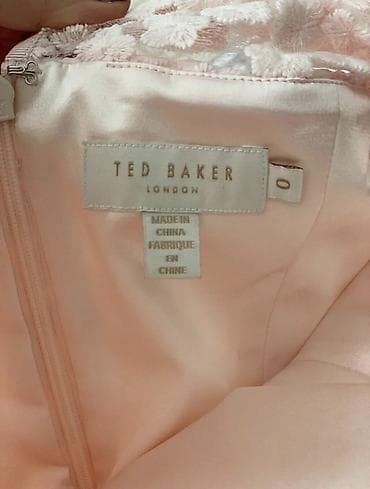 TED BAKER
LONDON
0
MADE IN
CHINA
FABRIQUE
EN
CHINE